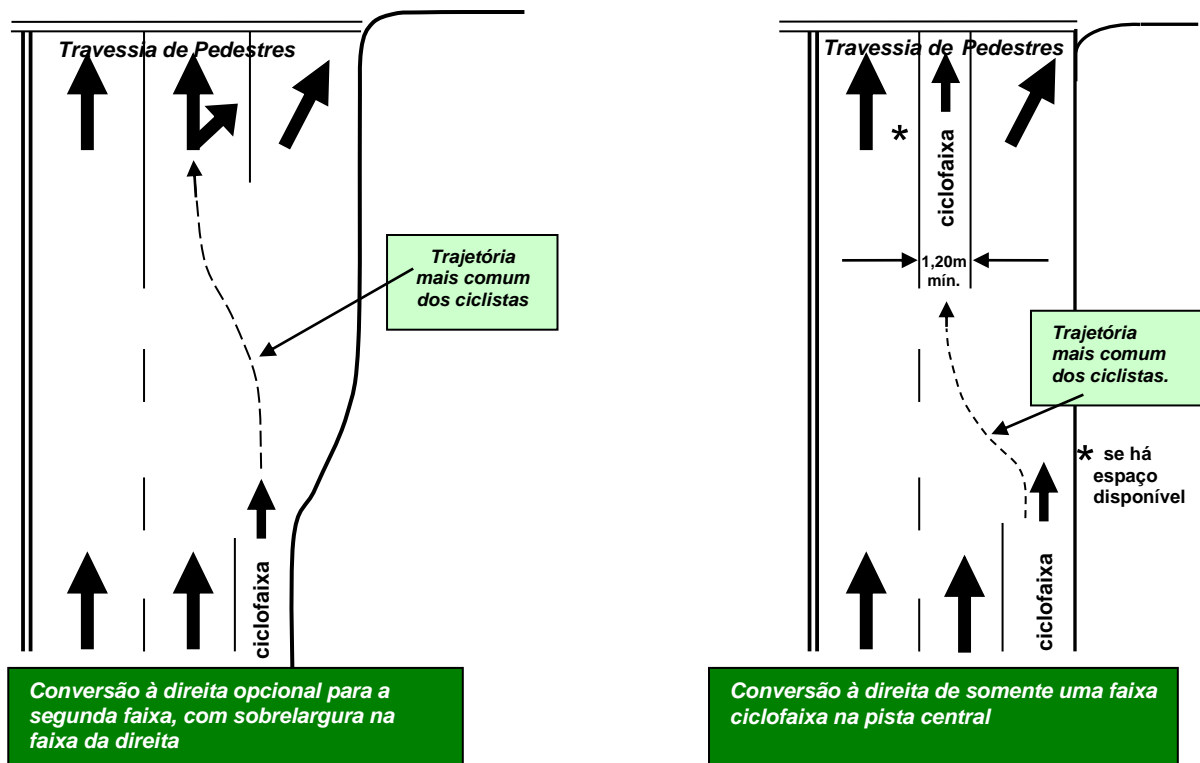 Travessia de Pedestres
Trajetória
mais comum
dos ciclistas
ciclofaixa
Conversão à direita opcional para a
segunda faixa, com sobrelargura na
faixa da direita
Travessia de Pedestres
*
ciclofaixa
1,20m
mín.
Trajetória
mais comum
dos ciclistas.
* se há
espaço
disponível
ciclofaixa
Conversão à direita de somente uma faixa
ciclofaixa na pista central